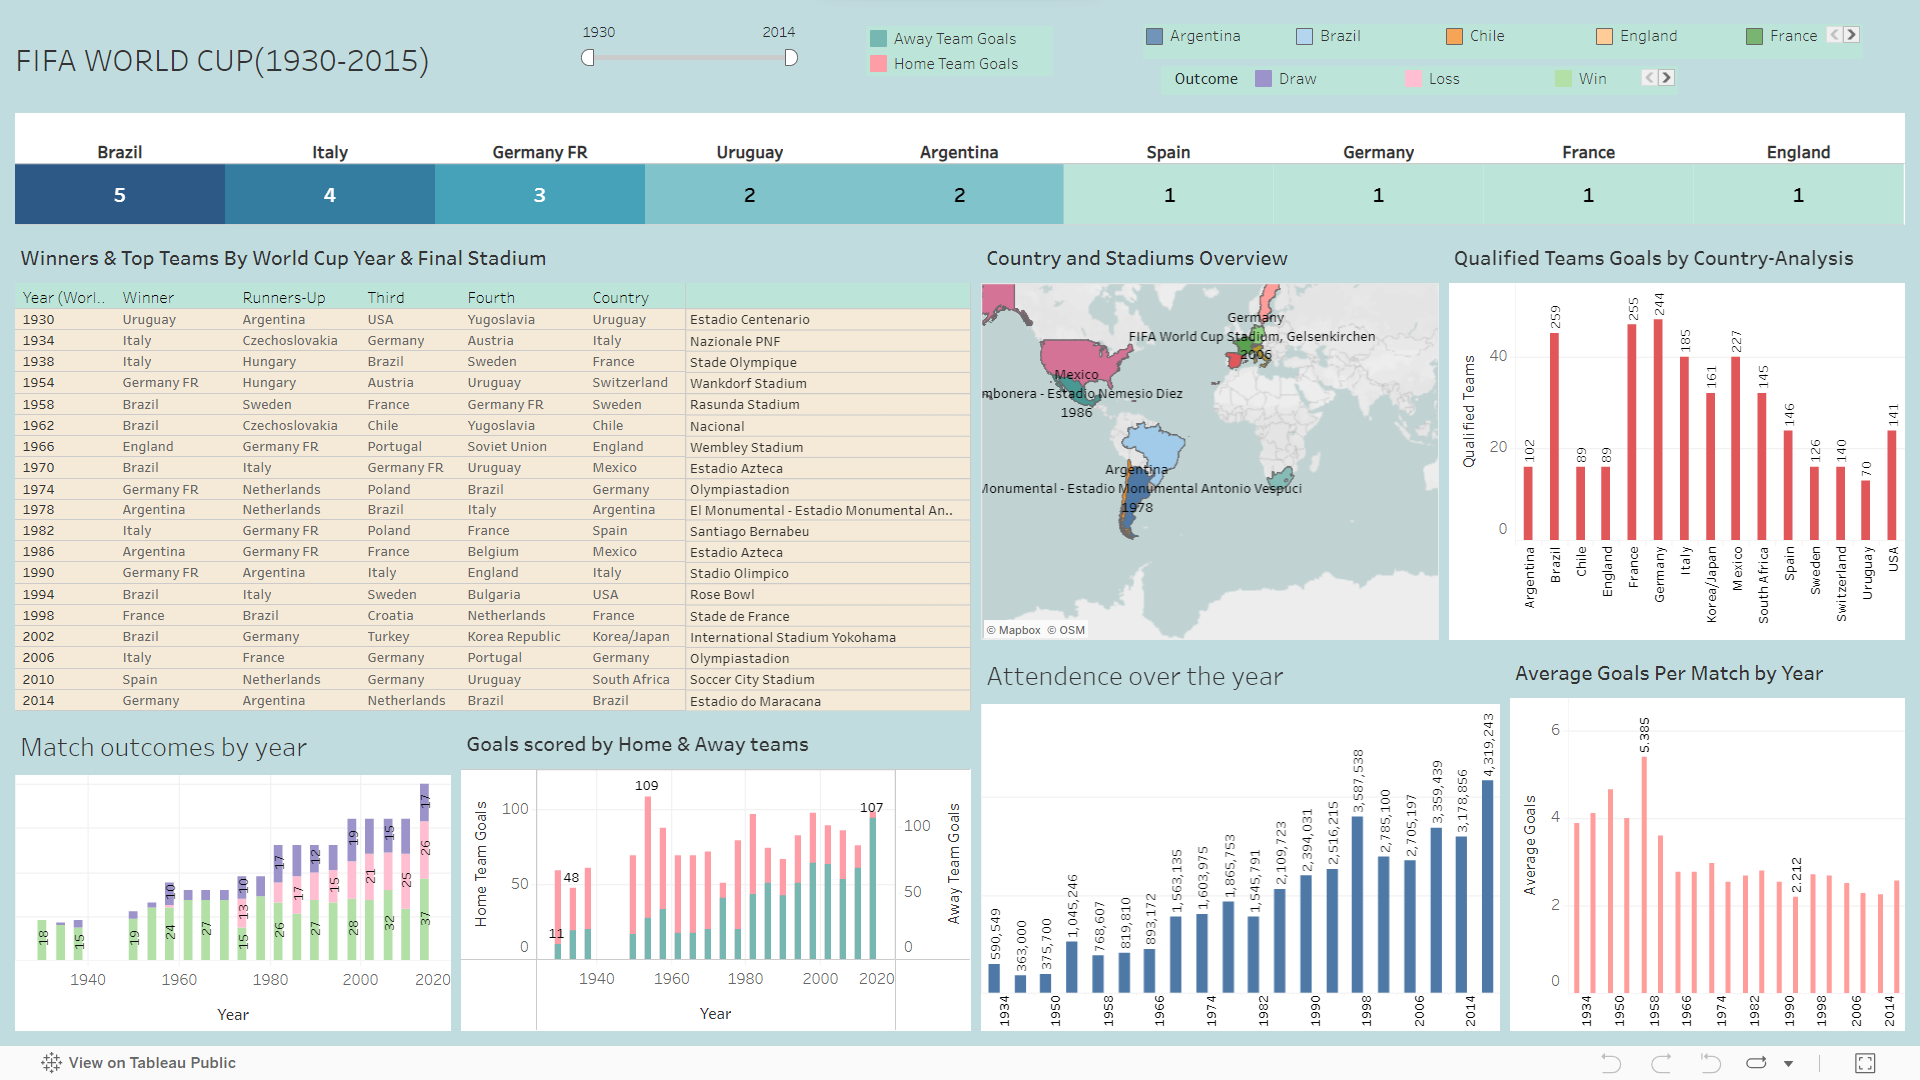 FIFA WORLD CUP(1930-2015)
1930 2014
Away Team Goals
Home Team Goals
Argentina Brazil Chile England France
Outcome Draw Loss Win
Brazil Italy Germany FR Uruguay Argentina Spain Germany France England
5 4 3 2 2 1 1 1 1
Winners & Top Teams By World Cup Year & Final Stadium
Year (Worl.. Winner Runners-Up Third Fourth Country
1930 Uruguay Argentina USA Yugoslavia Uruguay Estadio Centenario
1934 Italy Czechoslovakia Germany Austria Italy Nazionale PNF
1938 Italy Hungary Brazil Sweden France Stade Olympique
1954 Germany FR Hungary Austria Uruguay Switzerland Wankdorf Stadium
1958 Brazil Sweden France Germany FR Sweden Rasunda Stadium
1962 Brazil Czechoslovakia Chile Yugoslavia Chile Nacional
1966 England Germany FR Portugal Soviet Union England Wembley Stadium
1970 Brazil Italy Germany FR Uruguay Mexico Estadio Azteca
1974 Germany FR Netherlands Poland Brazil Germany Olympiastadion
1978 Argentina Netherlands Brazil Italy Argentina El Monumental - Estadio Monumental An..
1982 Italy Germany FR Poland France Spain Santiago Bernabeu
1986 Argentina Germany FR France Belgium Mexico Estadio Azteca
1990 Germany FR Argentina Italy England Italy Stadio Olimpico
1994 Brazil Italy Sweden Bulgaria USA Rose Bowl
1998 France Brazil Croatia Netherlands France Stade de France
2002 Brazil Germany Turkey Korea Republic Korea/Japan International Stadium Yokohama
2006 Italy France Germany Portugal Germany Olympiastadion
2010 Spain Netherlands Germany Uruguay South Africa Soccer City Stadium
2014 Germany Argentina Netherlands Brazil Brazil Estadio do Maracana
Country and Stadiums Overview
Germany
FIFA World Cup Stadium, Gelsenkirchen
2006
Mexico
mbonera - Estadio Nemesio Diez
1986
Argentina
Monumental - Estadio Monumental Antonio Vespuci
1978
© Mapbox © OSM
Qualified Teams Goals by Country-Analysis
Qualified Teams
40
20
0
102 259 89 89 255 244 185 161 227 145 146 126 140 70 141
Argentina Brazil Chile England France Germany Italy Korea/Japan Mexico South Africa Spain Sweden Switzerland Uruguay USA
Match outcomes by year
18 15 19 24 10 27 15 13 10 26 17 17 27 12 15 28 19 21 32 15 25 37 26 17
1940 1960 1980 2000 2020
Year
Goals scored by Home & Away teams
Home Team Goals
100
50
0
11 48 109 107
Away Team Goals
100
50
0
1940 1960 1980 2000 2020
Year
Attendence over the year
590,549 363,000 375,700 1,045,246 768,607 819,810 893,172 1,563,135 1,603,975 1,865,753 1,545,791 2,109,723 2,394,031 2,516,215 3,587,538 2,785,100 2,705,197 3,359,439 3,178,856 4,319,243
1934 1950 1958 1966 1974 1982 1990 1998 2006 2014
Average Goals Per Match by Year
Average Goals
6
4
2
0
5.385 2.212
1934 1950 1958 1966 1974 1982 1990 1998 2006 2014
View on Tableau Public